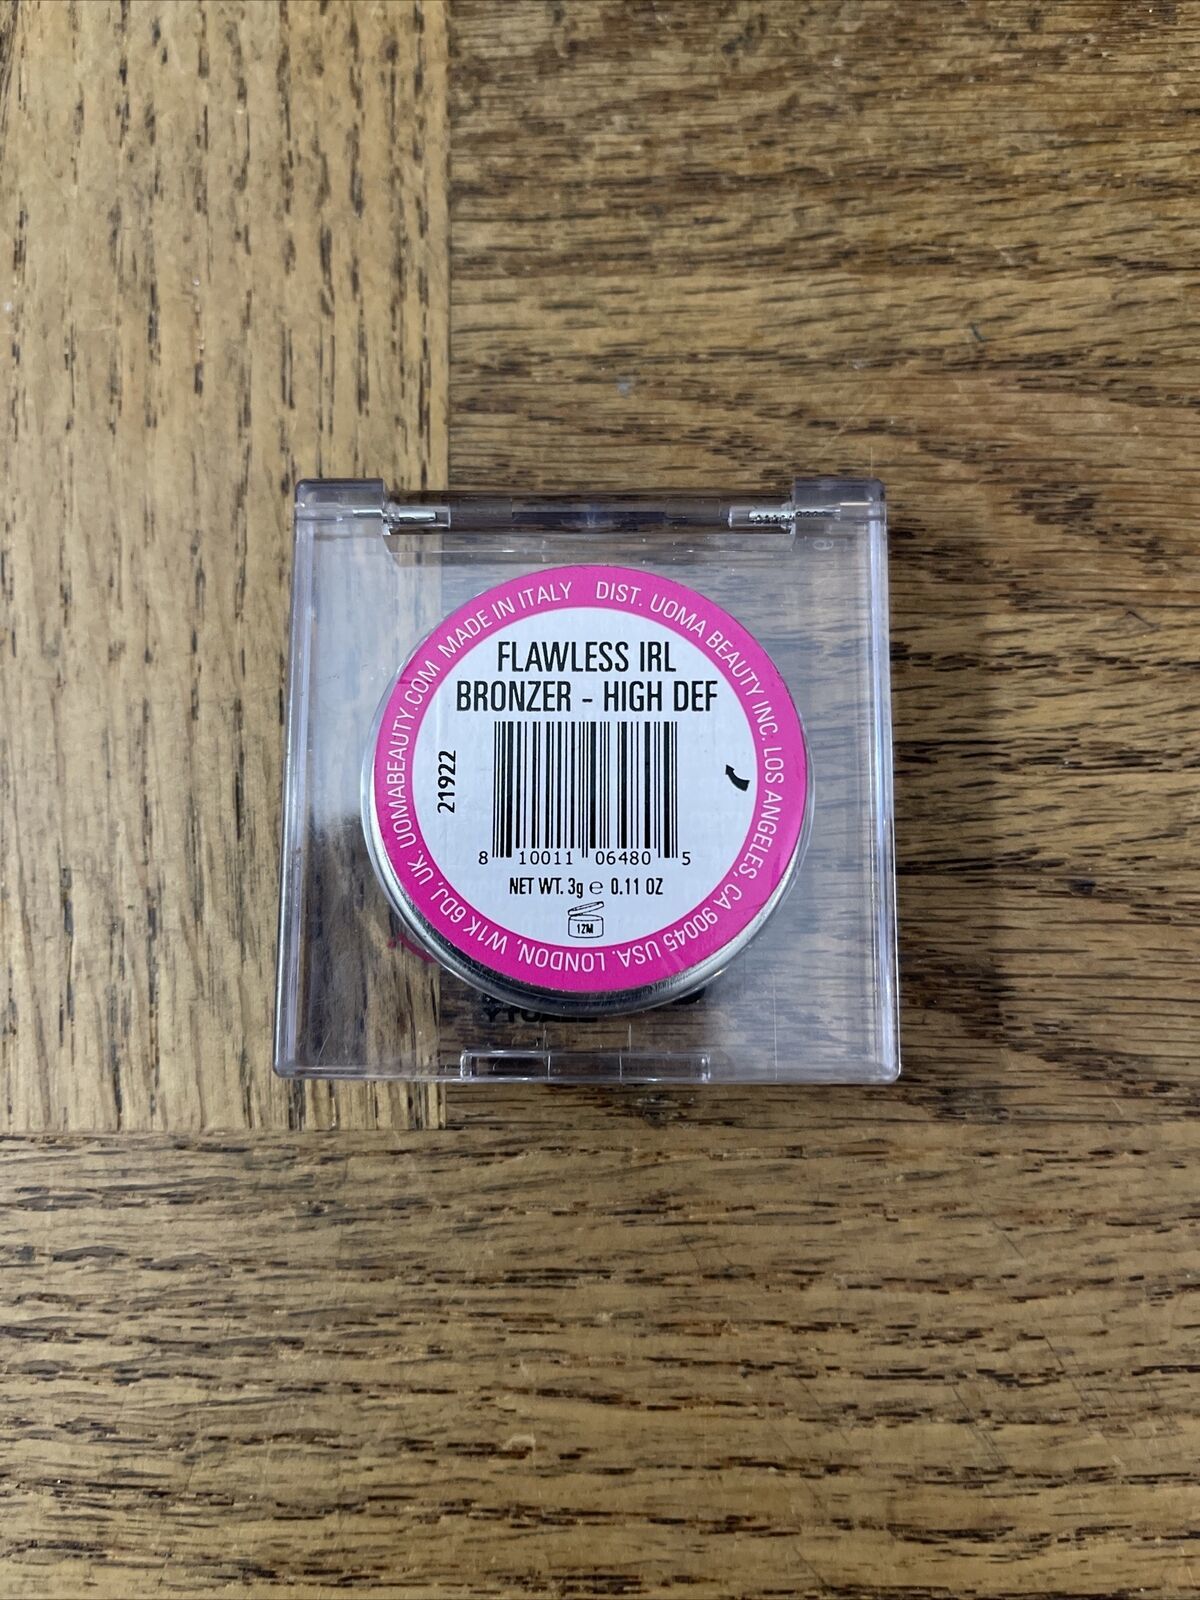 MADE IN ITALY DIST. UOMA BEAUTY INC. LOS ANGELES, CA 90045 USA. LONDON, W1K 6DJ, UK. UOMABEAUTY.COM
FLAWLESS IRL
BRONZER - HIGH DEF
21922
8 10011 06480 5
NET WT. 3g ℮ 0.11 OZ
12M